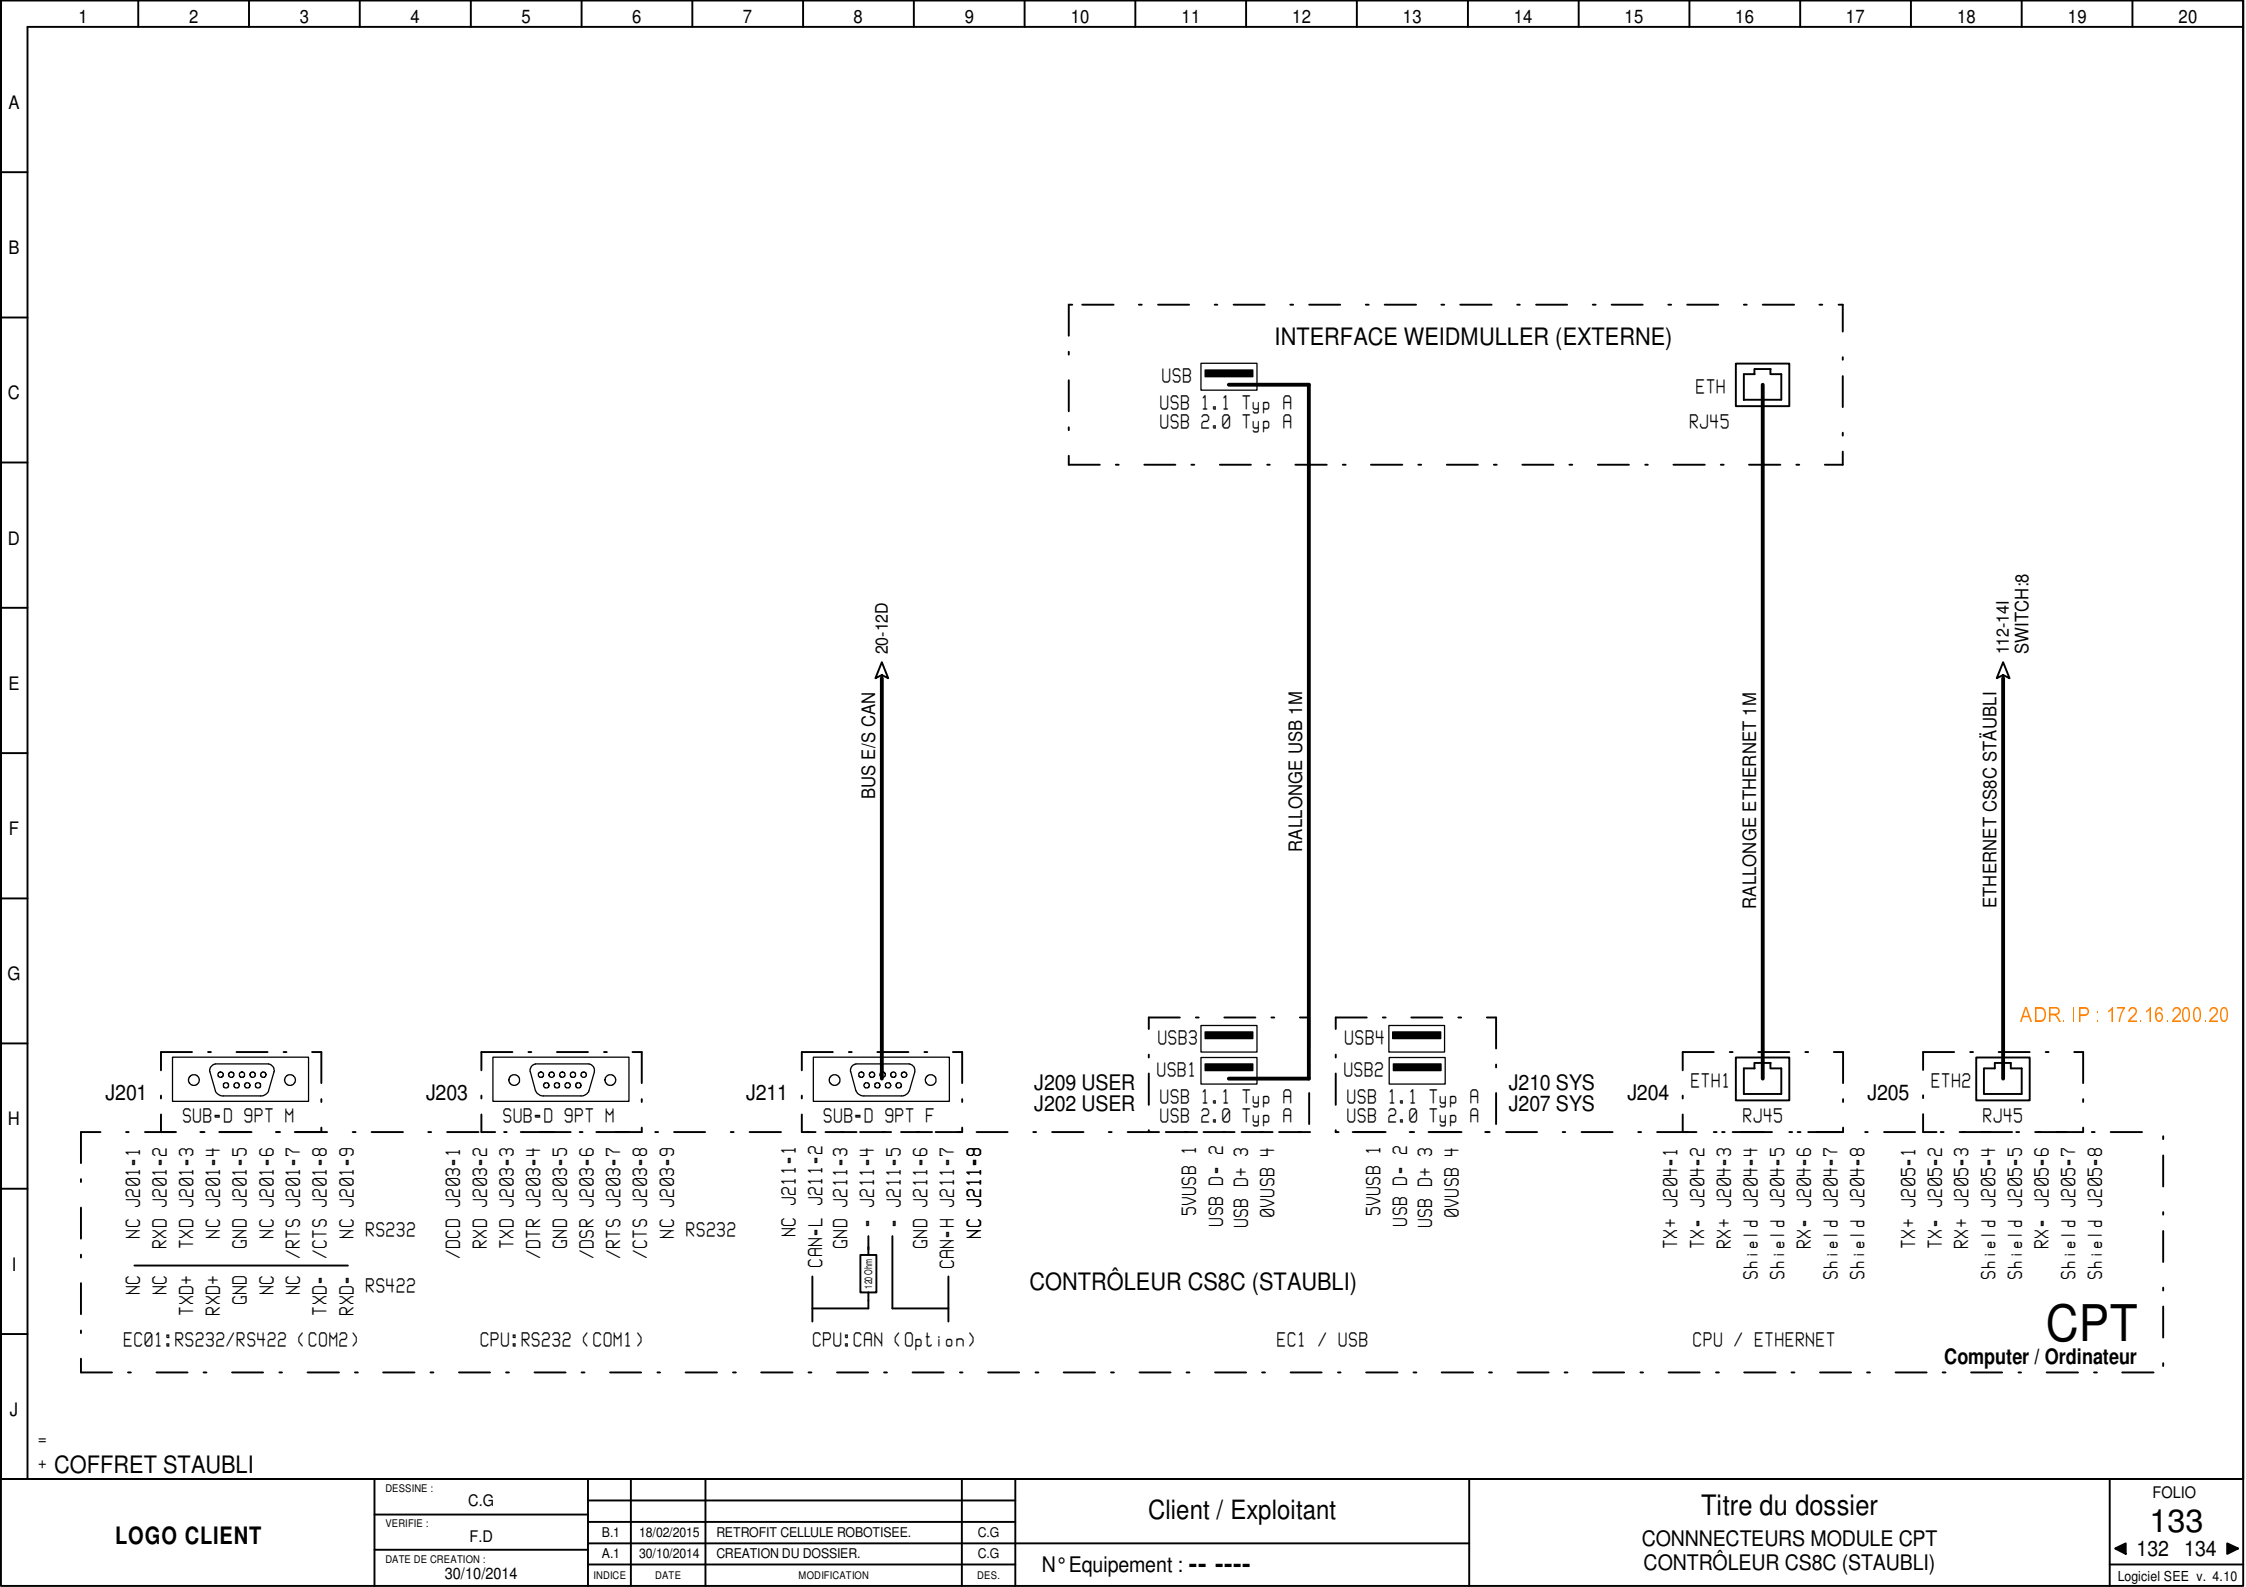 1 2 3 4 5 6 7 8 9 10 11 12 13 14 15 16 17 18 19 20
A
B
C
D
E
F
G
H
I
J
INTERFACE WEIDMULLER (EXTERNE)
USB
USB 1.1 Typ A
USB 2.0 Typ A
ETH
RJ45
20-12D
BUS E/S CAN
RALLONGE USB 1M
RALLONGE ETHERNET 1M
112-14I
SWITCH:8
ETHERNET CS8C STÄUBLI
ADR. IP : 172.16.200.20
J201
SUB-D 9PT M
J203
SUB-D 9PT M
J211
SUB-D 9PT F
J209 USER
J202 USER
USB3
USB1
USB 1.1 Typ A
USB 2.0 Typ A
USB4
USB2
USB 1.1 Typ A
USB 2.0 Typ A
J210 SYS
J207 SYS
J204
ETH1
RJ45
J205
ETH2
RJ45
NC J201-1
RXD J201-2
TXD J201-3
NC J201-4
GND J201-5
NC J201-6
/RTS J201-7
/CTS J201-8
NC J201-9
RS232
NC
NC
TXD+
RXD+
GND
NC
NC
TXD-
RXD-
RS422
EC01:RS232/RS422 (COM2)
/DCD J203-1
RXD J203-2
TXD J203-3
/DTR J203-4
GND J203-5
/DSR J203-6
/RTS J203-7
/CTS J203-8
NC J203-9
RS232
CPU:RS232 (COM1)
NC J211-1
CAN-L J211-2
GND J211-3
- J211-4
- J211-5
GND J211-6
CAN-H J211-7
120 Ohm
CPU:CAN (Option)
5VUSB 1
USB D- 2
USB D+ 3
0VUSB 4
5VUSB 1
USB D- 2
USB D+ 3
0VUSB 4
CONTRÔLEUR CS8C (STAUBLI)
EC1 / USB
TX+ J204-1
TX- J204-2
RX+ J204-3
Shield J204-4
Shield J204-5
RX- J204-6
Shield J204-7
Shield J204-8
TX+ J205-1
TX- J205-2
RX+ J205-3
Shield J205-4
Shield J205-5
RX- J205-6
Shield J205-7
Shield J205-8
CPU / ETHERNET
CPT
Computer / Ordinateur
=
+ COFFRET STAUBLI
LOGO CLIENT
DESSINE :
C.G
VERIFIE :
F.D
DATE DE CREATION :
30/10/2014
B.1 18/02/2015 RETROFIT CELLULE ROBOTISEE. C.G
A.1 30/10/2014 CREATION DU DOSSIER. C.G
INDICE DATE MODIFICATION DES.
Client / Exploitant
N° Equipement : -- ----
Titre du dossier
CONNNECTEURS MODULE CPT
CONTRÔLEUR CS8C (STAUBLI)
FOLIO
133
◄ 132 134 ►
Logiciel SEE v. 4.10